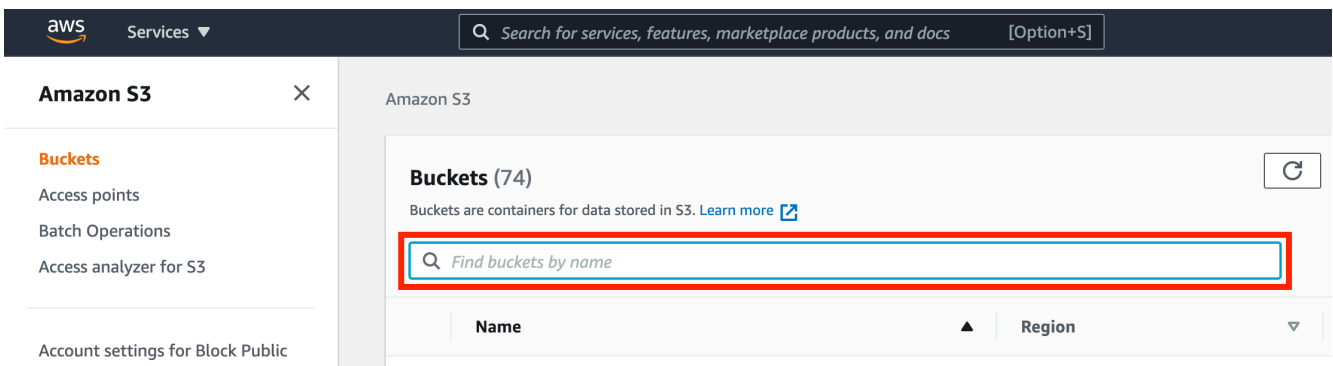 aws Services ▼ Search for services, features, marketplace products, and docs [Option+S]
Amazon S3
Buckets
Access points
Batch Operations
Access analyzer for S3
Account settings for Block Public
Amazon S3
Buckets (74)
Buckets are containers for data stored in S3. Learn more
Find buckets by name
Name Region